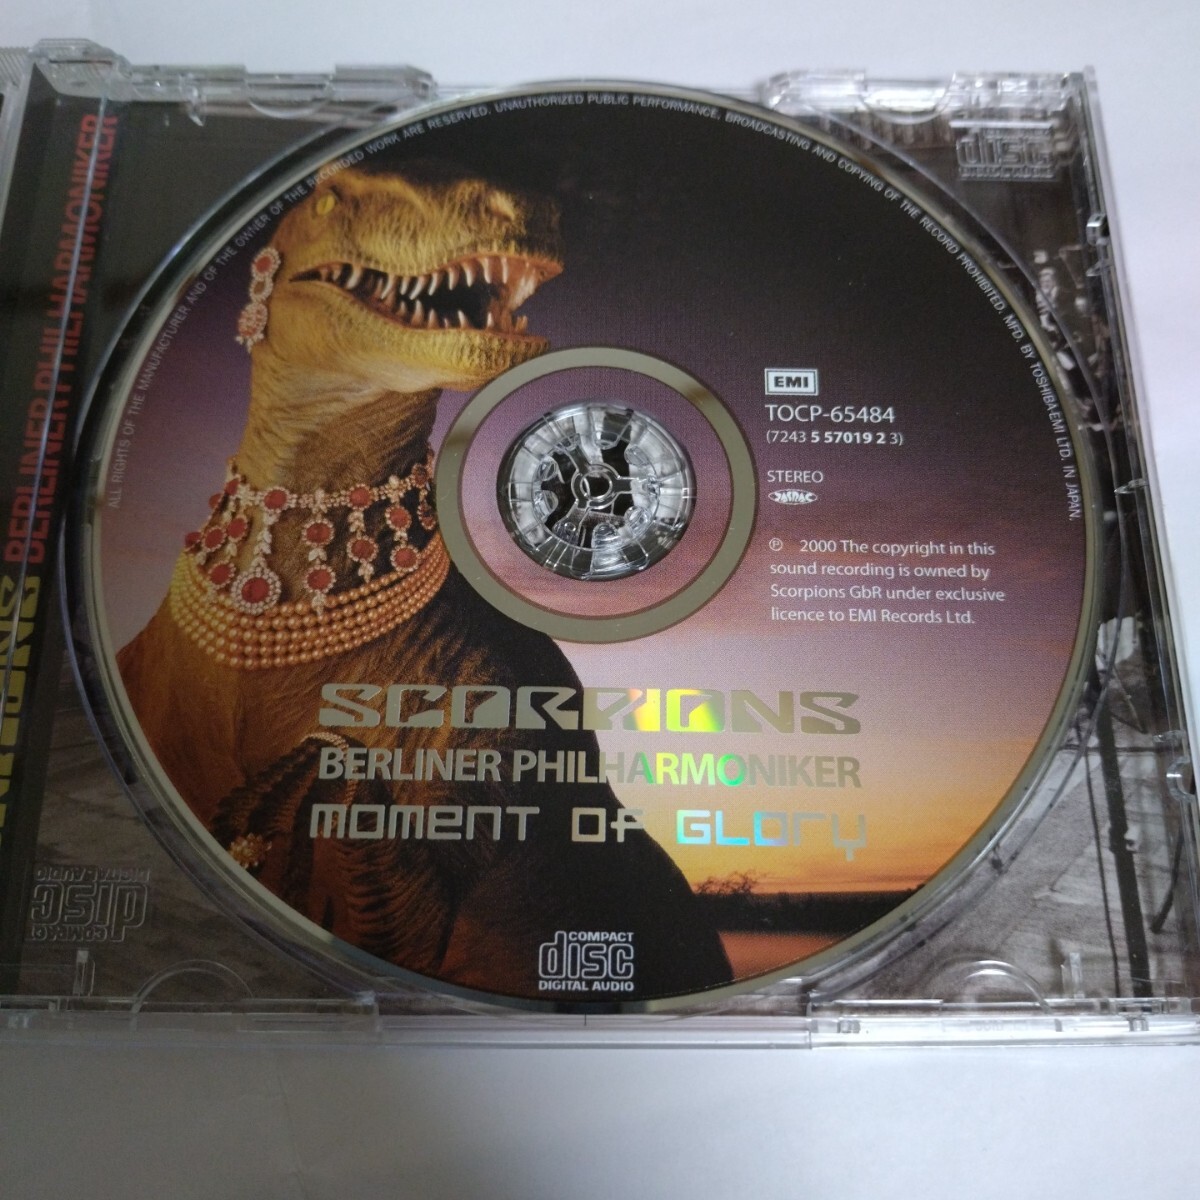 ALL RIGHTS OF THE MANUFACTURER AND OF THE OWNER OF THE RECORDED WORK ARE RESERVED. UNAUTHORIZED PUBLIC PERFORMANCE, BROADCASTING AND COPYING OF THE RECORD PROHIBITED. MFD. BY TOSHIBA-EMI LTD. IN JAPAN.
EMI
TOCP-65484
(7243 5 57019 2 3)
STEREO
JASRAC
℗ 2000 The copyright in this
sound recording is owned by
Scorpions GbR under exclusive
licence to EMI Records Ltd.
SCORPIONS
BERLINER PHILHARMONIKER
moment of Glory
COMPACT
disc
DIGITAL AUDIO
BERLINER PHILHARMONIKER
disc
COMPACT
disc
DIGITAL AUDIO